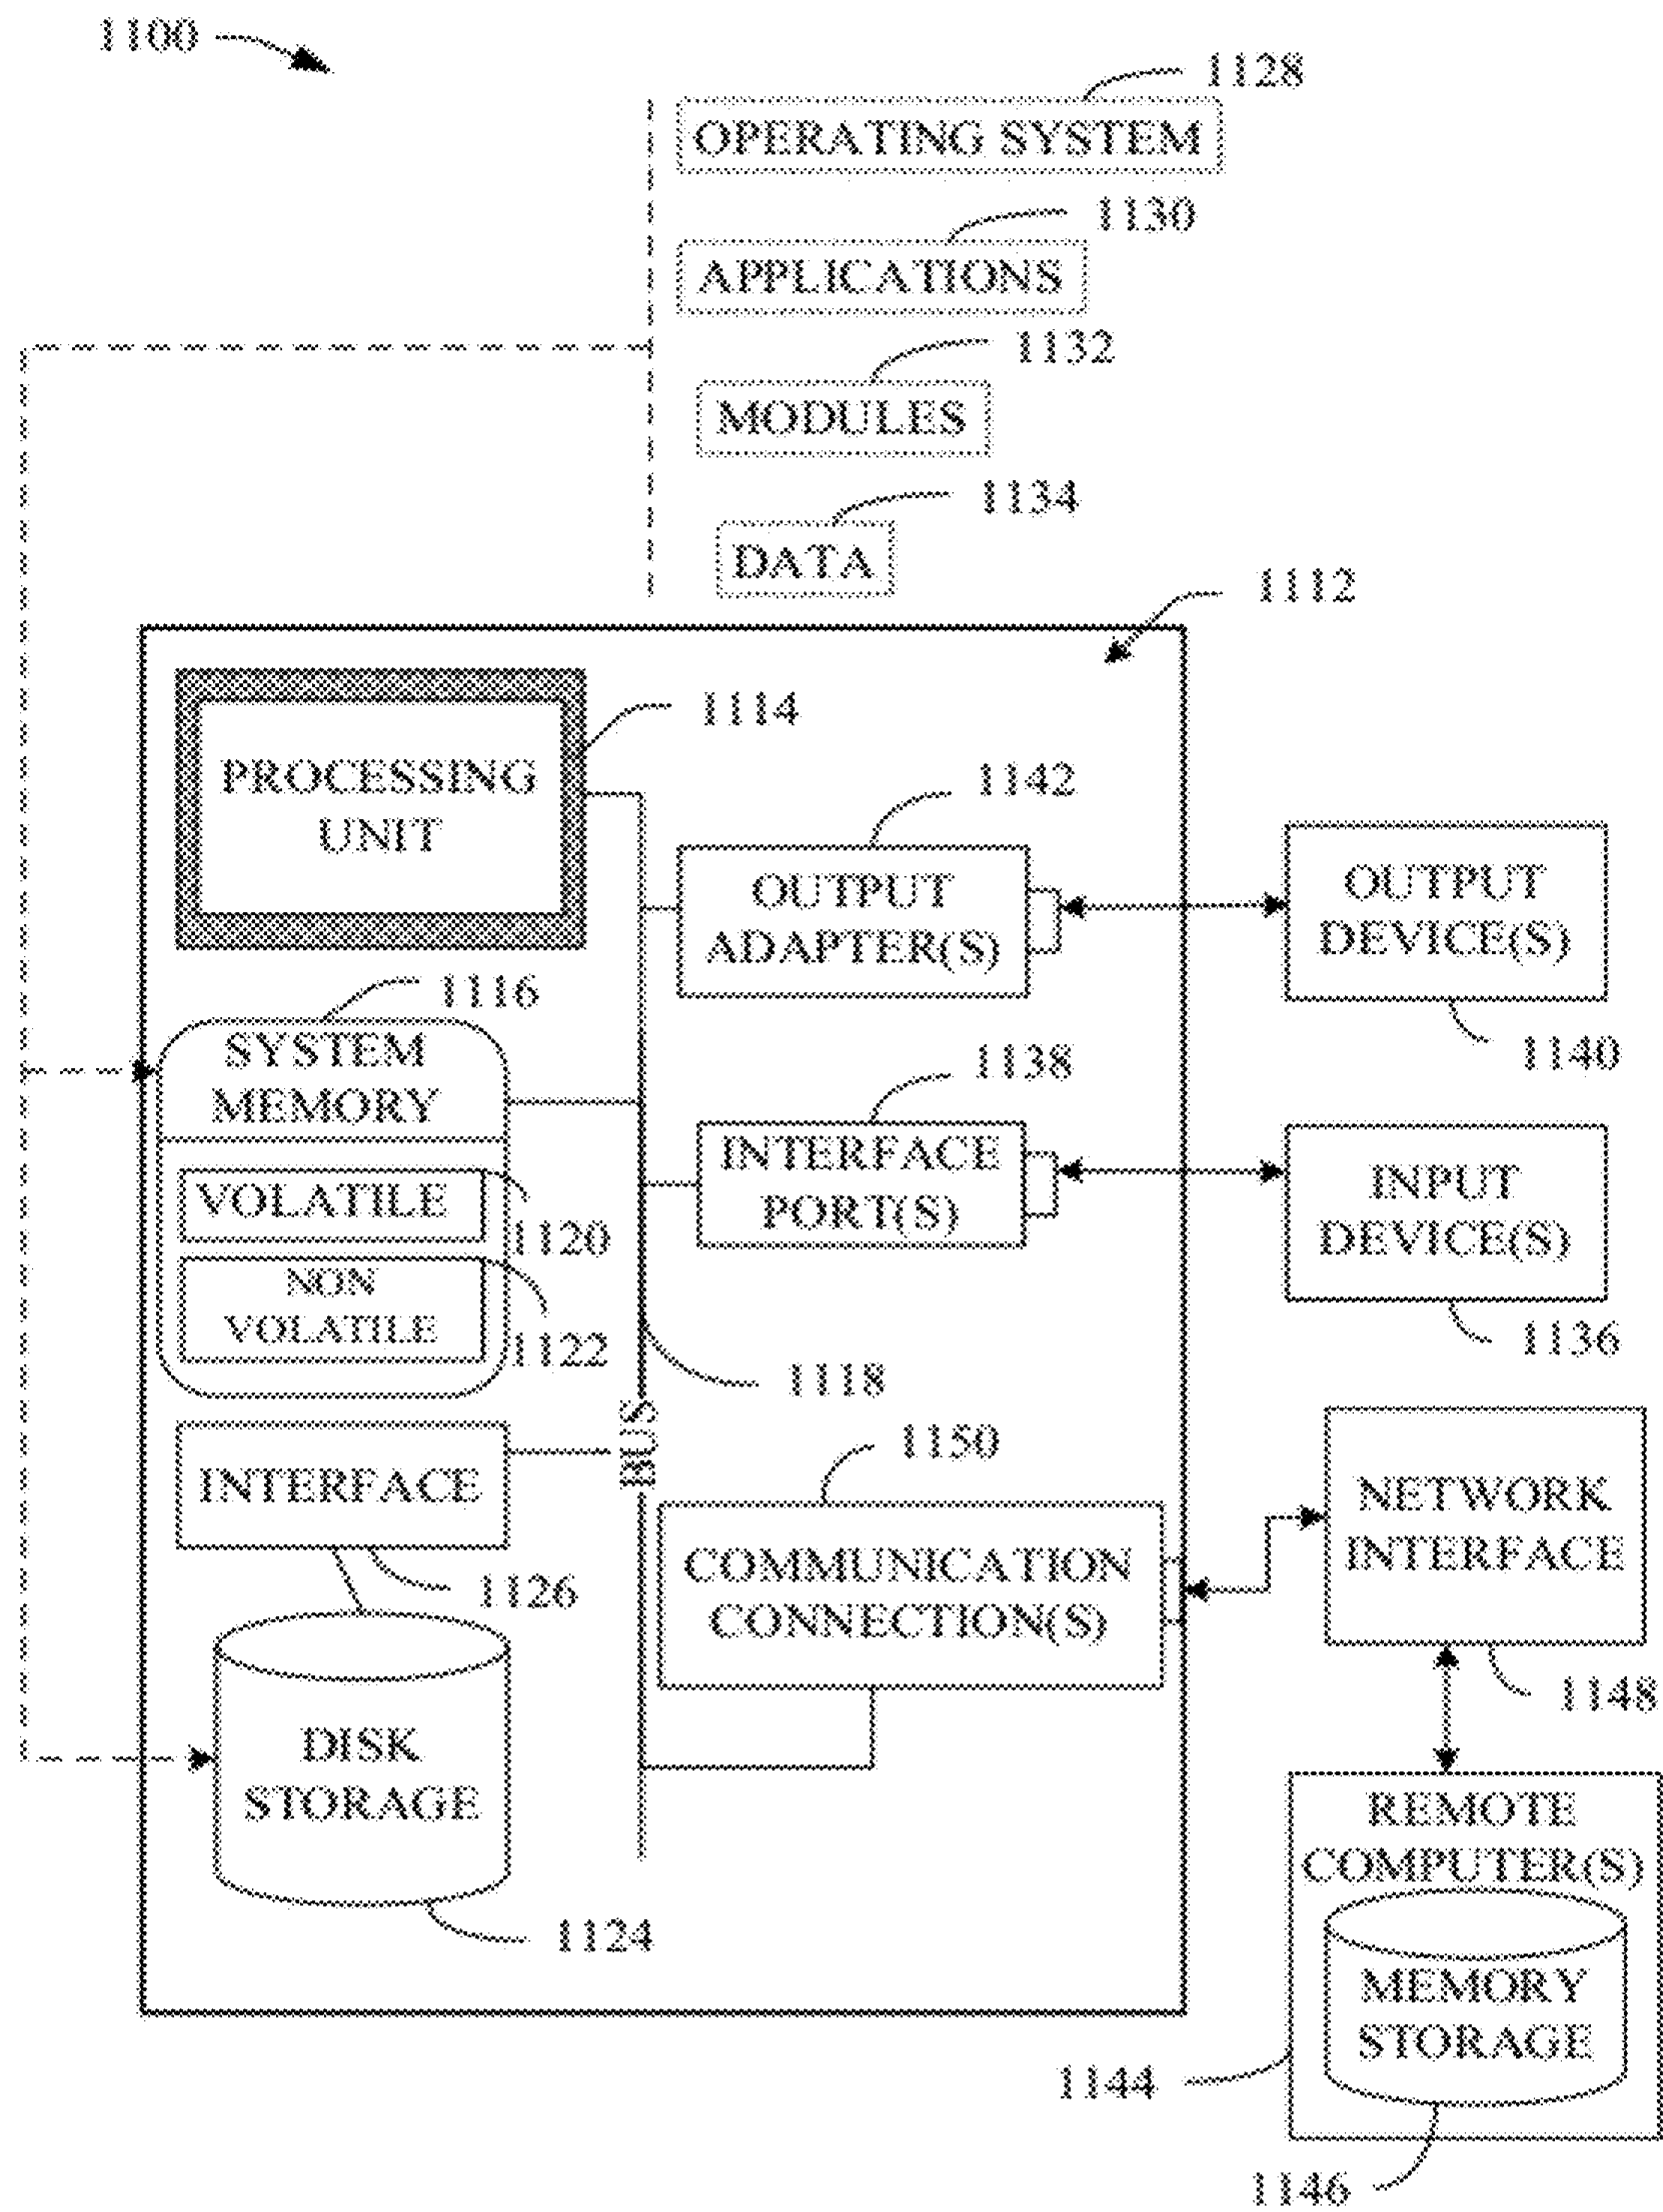 1100
1128
OPERATING SYSTEM
1130
APPLICATIONS
1132
MODULES
1134
DATA
1112
1114
PROCESSING
UNIT
1142
OUTPUT
ADAPTER(S)
OUTPUT
DEVICE(S)
1140
1116
SYSTEM
MEMORY
VOLATILE
1120
NON
VOLATILE
1122
1138
INTERFACE
PORT(S)
INPUT
DEVICE(S)
1136
1118
BUS
INTERFACE
1126
1150
COMMUNICATION
CONNECTION(S)
NETWORK
INTERFACE
1148
DISK
STORAGE
1124
REMOTE
COMPUTER(S)
MEMORY
STORAGE
1144
1146